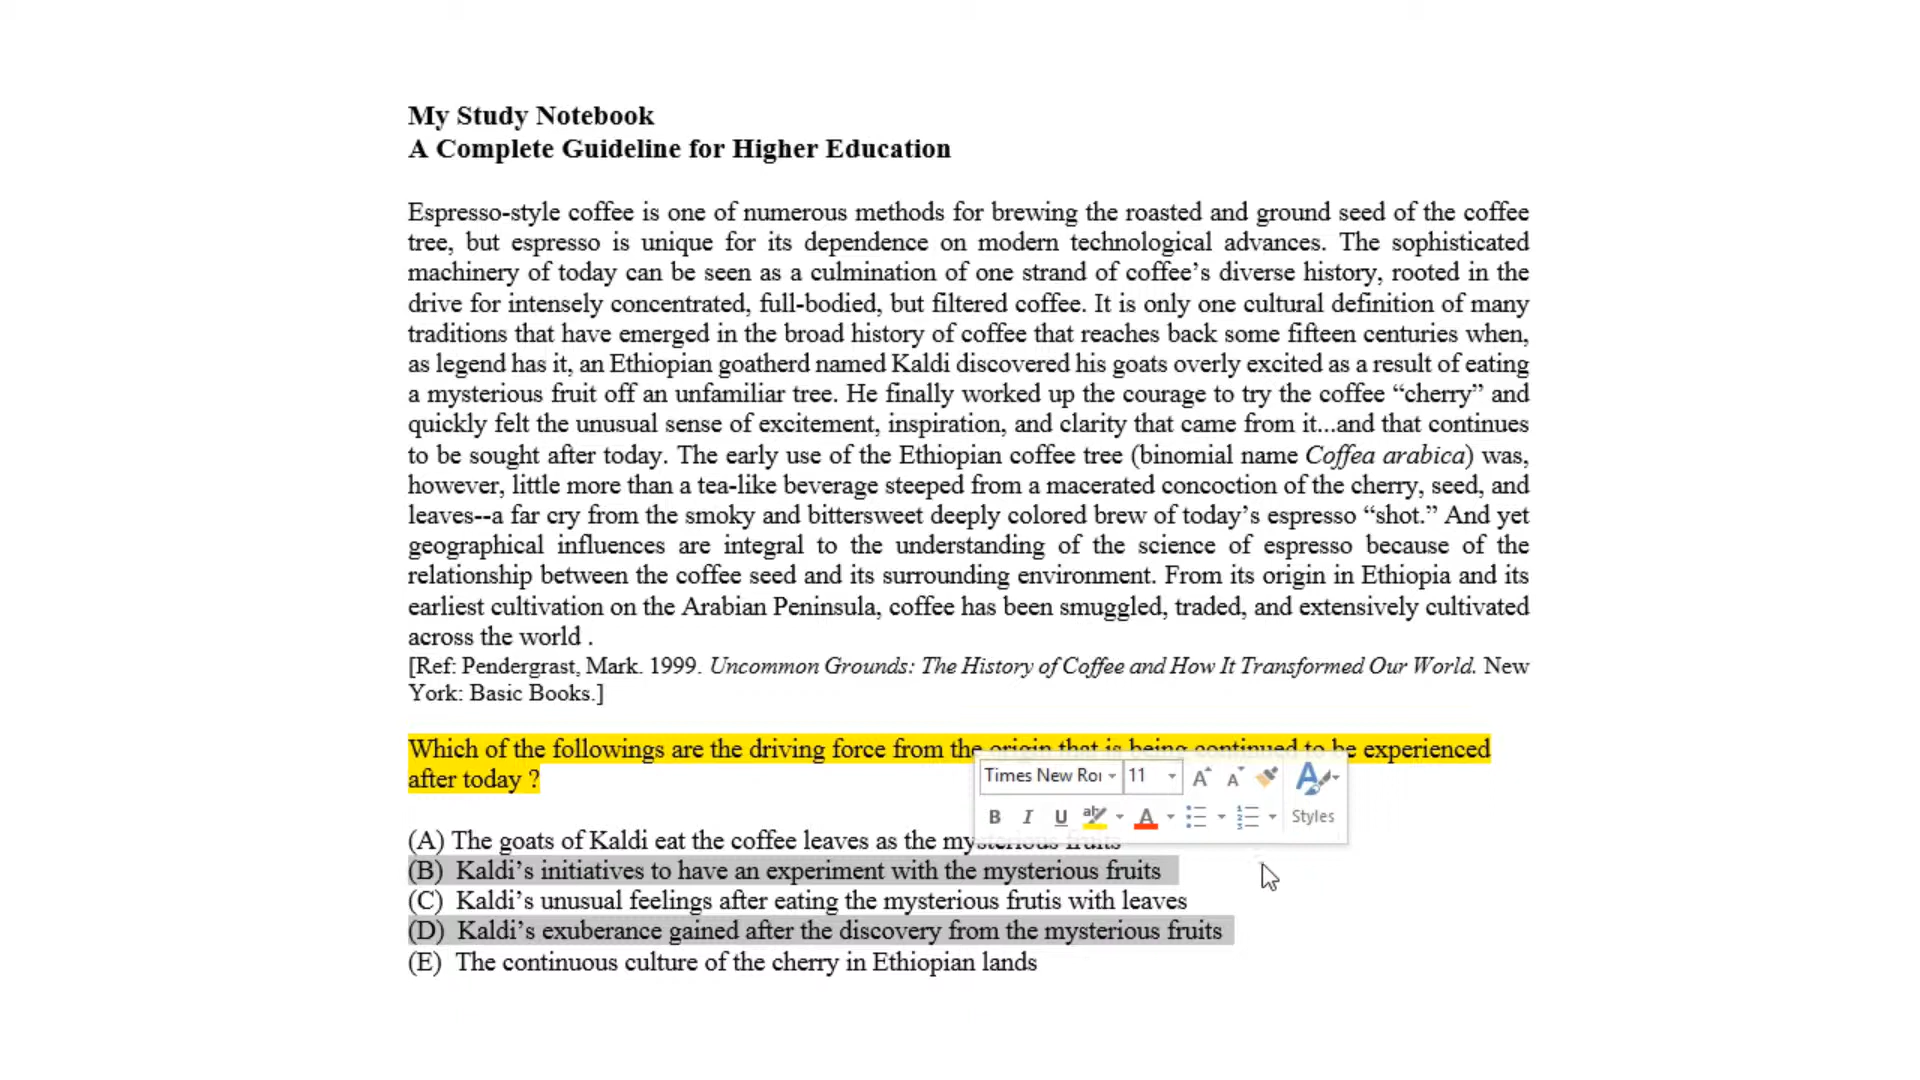 My Study Notebook
A Complete Guideline for Higher Education
Espresso-style coffee is one of numerous methods for brewing the roasted and ground seed of the coffee
tree, but espresso is unique for its dependence on modern technological advances. The sophisticated
machinery of today can be seen as a culmination of one strand of coffee’s diverse history, rooted in the
drive for intensely concentrated, full-bodied, but filtered coffee. It is only one cultural definition of many
traditions that have emerged in the broad history of coffee that reaches back some fifteen centuries when,
as legend has it, an Ethiopian goatherd named Kaldi discovered his goats overly excited as a result of eating
a mysterious fruit off an unfamiliar tree. He finally worked up the courage to try the coffee “cherry” and
quickly felt the unusual sense of excitement, inspiration, and clarity that came from it...and that continues
to be sought after today. The early use of the Ethiopian coffee tree (binomial name Coffea arabica) was,
however, little more than a tea-like beverage steeped from a macerated concoction of the cherry, seed, and
leaves--a far cry from the smoky and bittersweet deeply colored brew of today’s espresso “shot.” And yet
geographical influences are integral to the understanding of the science of espresso because of the
relationship between the coffee seed and its surrounding environment. From its origin in Ethiopia and its
earliest cultivation on the Arabian Peninsula, coffee has been smuggled, traded, and extensively cultivated
across the world .
[Ref: Pendergrast, Mark. 1999. Uncommon Grounds: The History of Coffee and How It Transformed Our World. New
York: Basic Books.]
Which of the followings are the driving force from the origin that is being continued to be experienced
after today ?
Times New Roi 11
B I U Styles
(A) The goats of Kaldi eat the coffee leaves as the mysterious fruits
(B) Kaldi’s initiatives to have an experiment with the mysterious fruits
(C) Kaldi’s unusual feelings after eating the mysterious frutis with leaves
(D) Kaldi’s exuberance gained after the discovery from the mysterious fruits
(E) The continuous culture of the cherry in Ethiopian lands